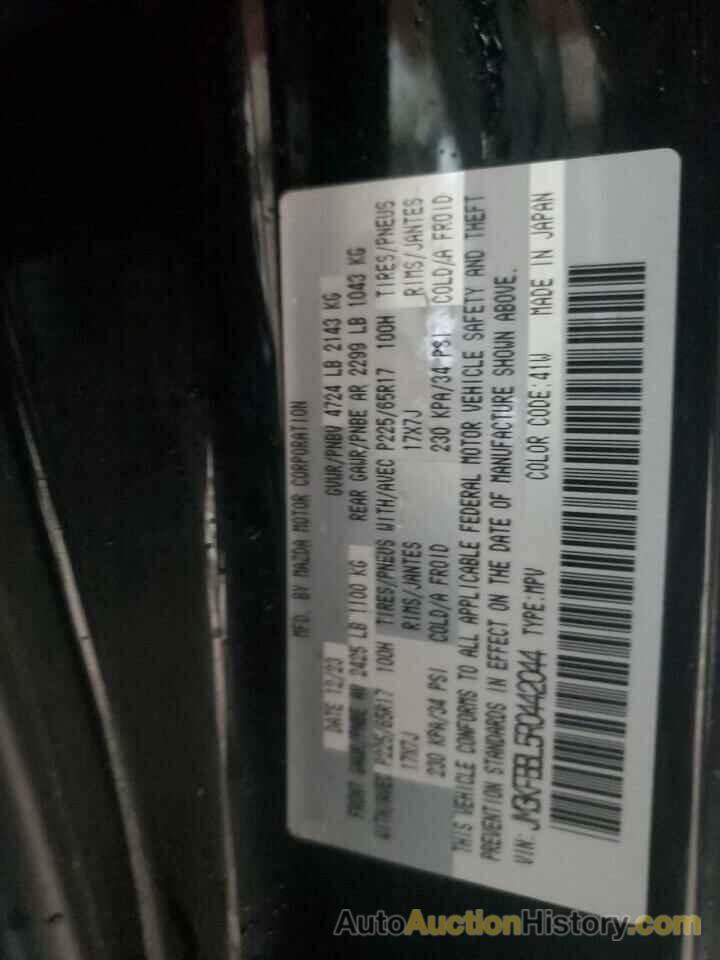 MFD. BY MAZDA MOTOR CORPORATION
DATE 12/23 GVWR/PNBV 4724 LB 2143 KG
FRONT GAWR/PNBE AV 2425 LB 1100 KG REAR GAWR/PNBE AR 2299 LB 1043 KG
WITH/AVEC P225/65R17 100H TIRES/PNEUS WITH/AVEC P225/65R17 100H TIRES/PNEUS
17X7J RIMS/JANTES 17X7J RIMS/JANTES
230 KPA/34 PSI COLD/A FROID 230 KPA/34 PSI COLD/A FROID
THIS VEHICLE CONFORMS TO ALL APPLICABLE FEDERAL MOTOR VEHICLE SAFETY AND THEFT
PREVENTION STANDARDS IN EFFECT ON THE DATE OF MANUFACTURE SHOWN ABOVE.
VIN: JM3KFBBL5R0442044 TYPE:MPV COLOR CODE:41W MADE IN JAPAN
AutoAuctionHistory.com